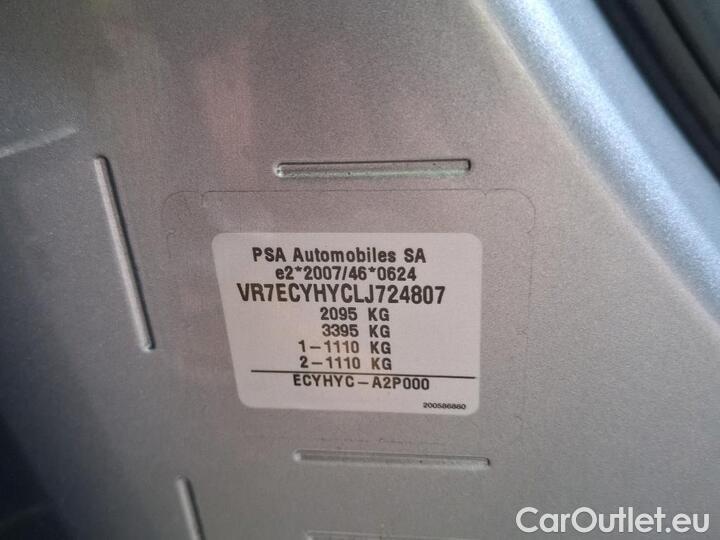 PSA Automobiles SA
e2*2007/46*0624
VR7ECYHYCLJ724807
2095 KG
3395 KG
1-1110 KG
2-1110 KG
ECYHYC-A2P000
200586860
CarOutlet.eu